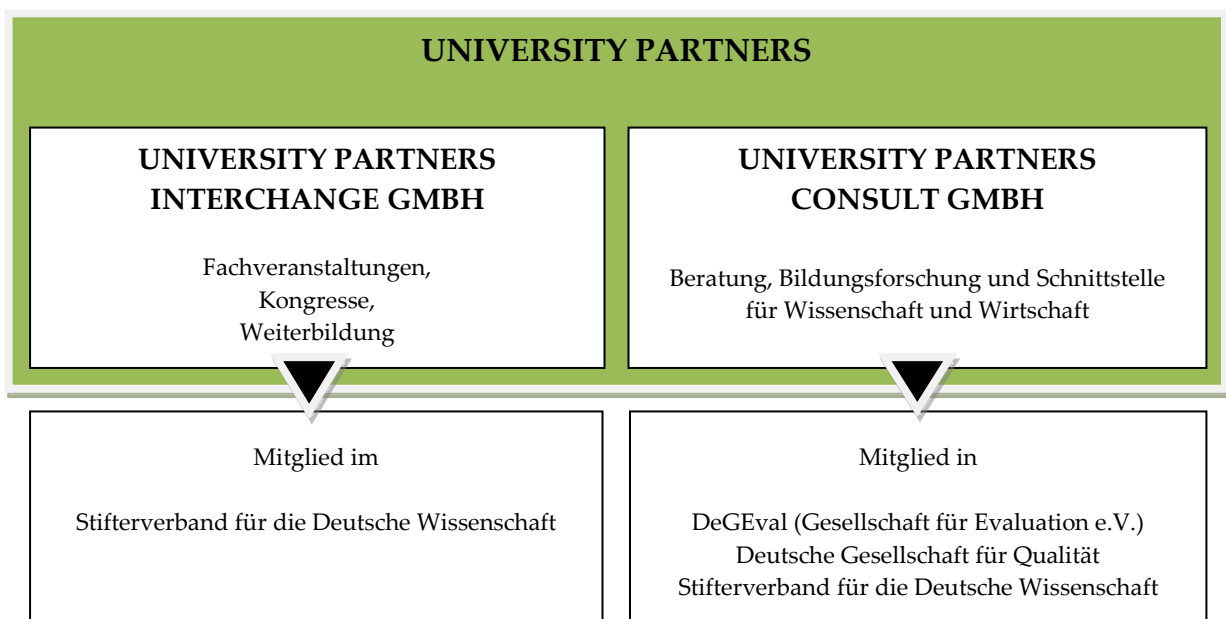 UNIVERSITY PARTNERS
UNIVERSITY PARTNERS
INTERCHANGE GMBH
Fachveranstaltungen,
Kongresse,
Weiterbildung
UNIVERSITY PARTNERS
CONSULT GMBH
Beratung, Bildungsforschung und Schnittstelle
für Wissenschaft und Wirtschaft
Mitglied im
Stifterverband für die Deutsche Wissenschaft
Mitglied in
DeGEval (Gesellschaft für Evaluation e.V.)
Deutsche Gesellschaft für Qualität
Stifterverband für die Deutsche Wissenschaft